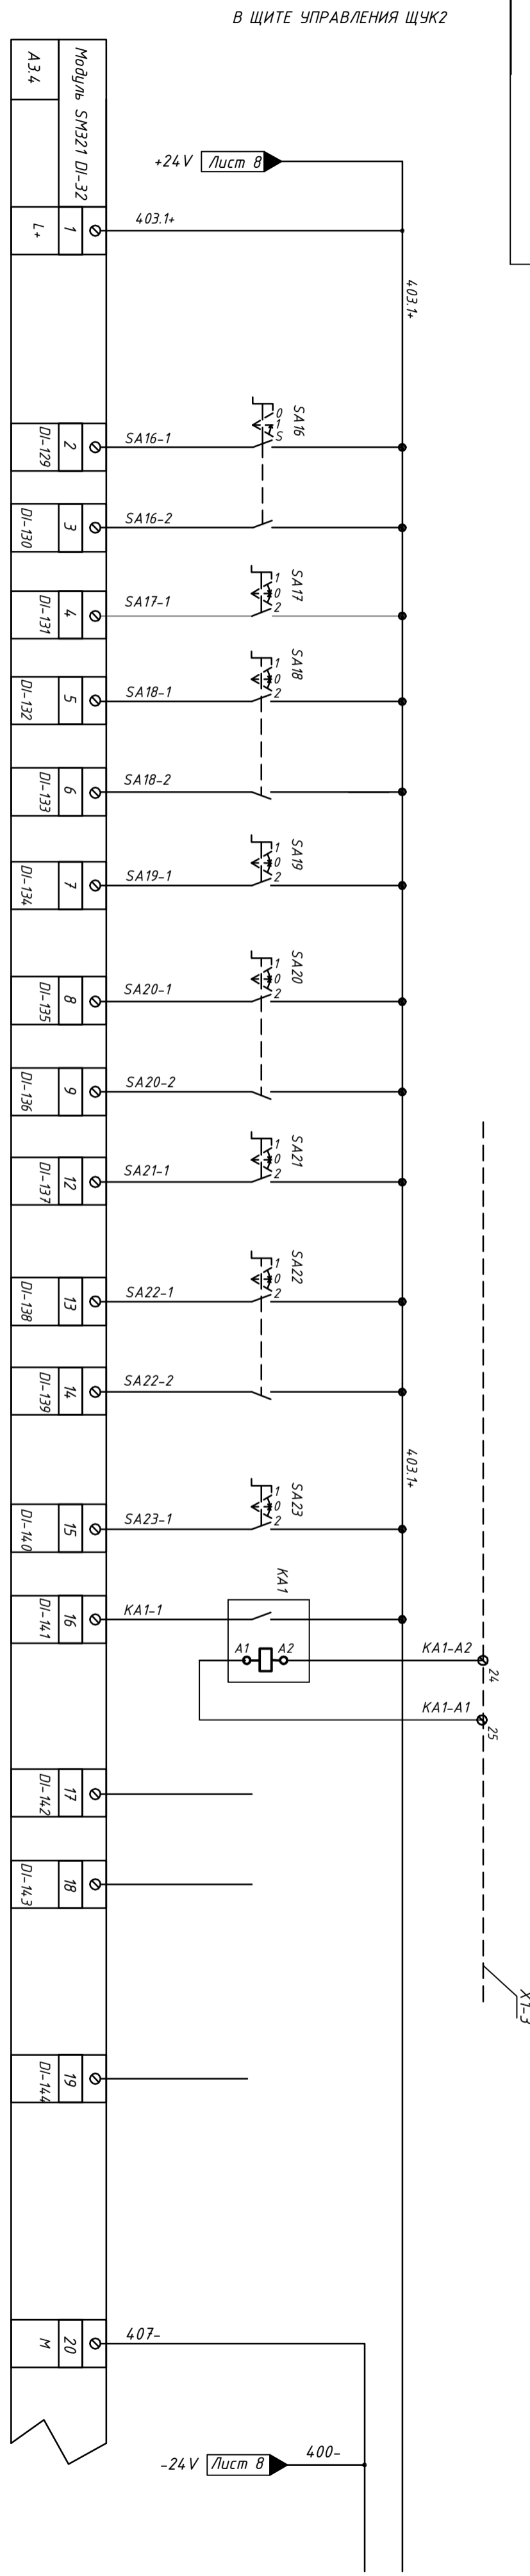 В ЩИТЕ УПРАВЛЕНИЯ ЩУК2
А3.4
Модуль SM321 DI-32
+24V
Лист 8
L+
1
403.1+
403.1+
DI-129
2
SA16-1
0
1
S
SA16
DI-130
3
SA16-2
DI-131
4
SA17-1
1
0
2
SA17
DI-132
5
SA18-1
1
0
2
SA18
DI-133
6
SA18-2
DI-134
7
SA19-1
1
0
2
SA19
DI-135
8
SA20-1
1
0
2
SA20
DI-136
9
SA20-2
DI-137
12
SA21-1
1
0
2
SA21
DI-138
13
SA22-1
1
0
2
SA22
DI-139
14
SA22-2
403.1+
DI-140
15
SA23-1
1
0
2
SA23
DI-141
16
KA1-1
KA1
A1
A2
KA1-A2
24
KA1-A1
25
DI-142
17
DI-143
18
XT-3
DI-144
19
M
20
407-
-24V
Лист 8
400-